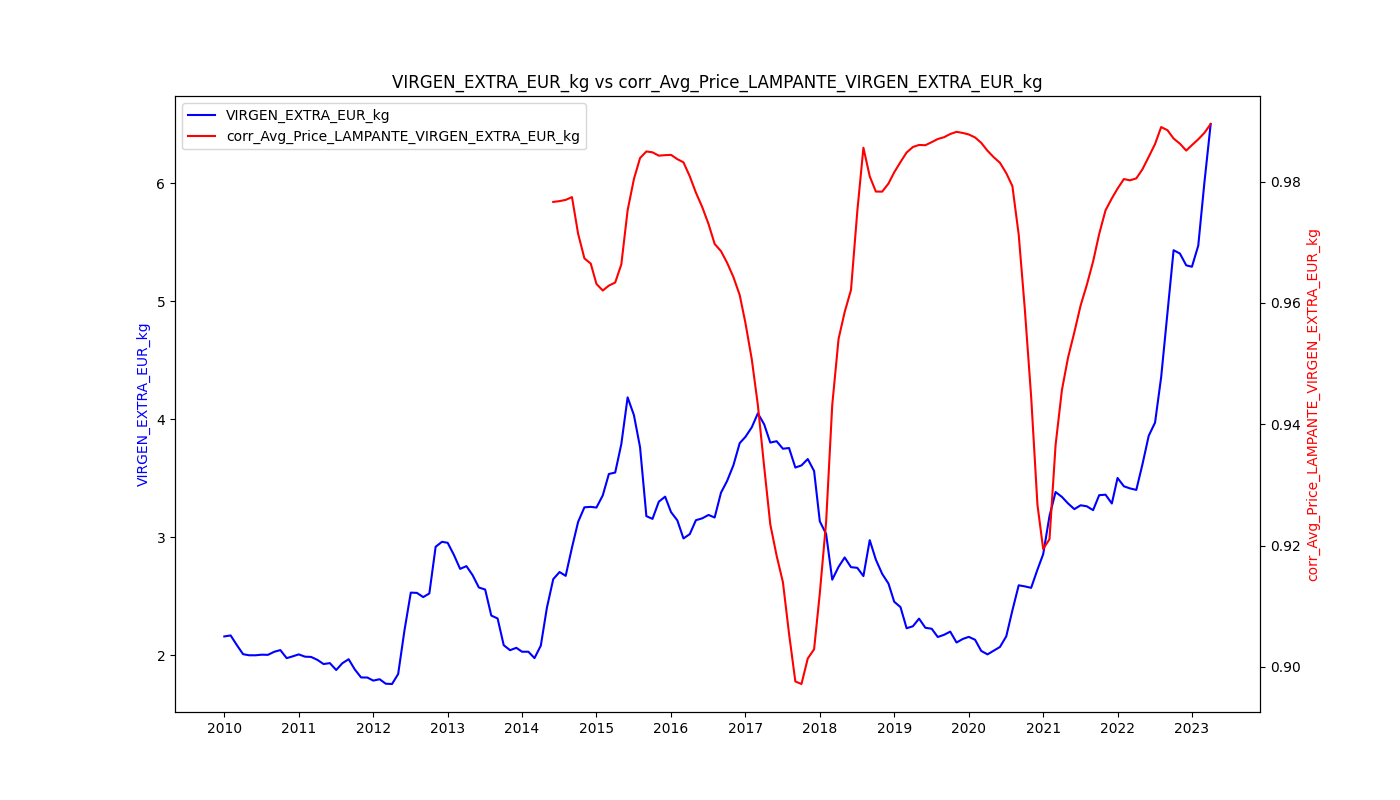 VIRGEN_EXTRA_EUR_kg vs corr_Avg_Price_LAMPANTE_VIRGEN_EXTRA_EUR_kg
VIRGEN_EXTRA_EUR_kg
corr_Avg_Price_LAMPANTE_VIRGEN_EXTRA_EUR_kg
VIRGEN_EXTRA_EUR_kg
6
5
4
3
2
0.98
0.96
0.94
0.92
0.90
corr_Avg_Price_LAMPANTE_VIRGEN_EXTRA_EUR_kg
2010 2011 2012 2013 2014 2015 2016 2017 2018 2019 2020 2021 2022 2023